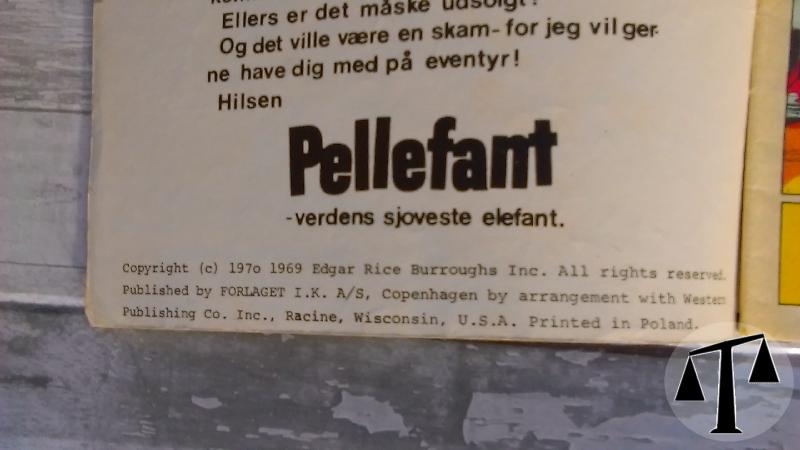 Ellers er det måske udsolgt!
Og det ville være en skam- for jeg vil ger-
ne have dig med på eventyr!
Hilsen
Pellefant
-verdens sjoveste elefant.
Copyright (c) 197o 1969 Edgar Rice Burroughs Inc. All rights reserved.
Published by FORLAGET I.K. A/S, Copenhagen by arrangement with Western
Publishing Co. Inc., Racine, Wisconsin, U.S.A. Printed in Poland.